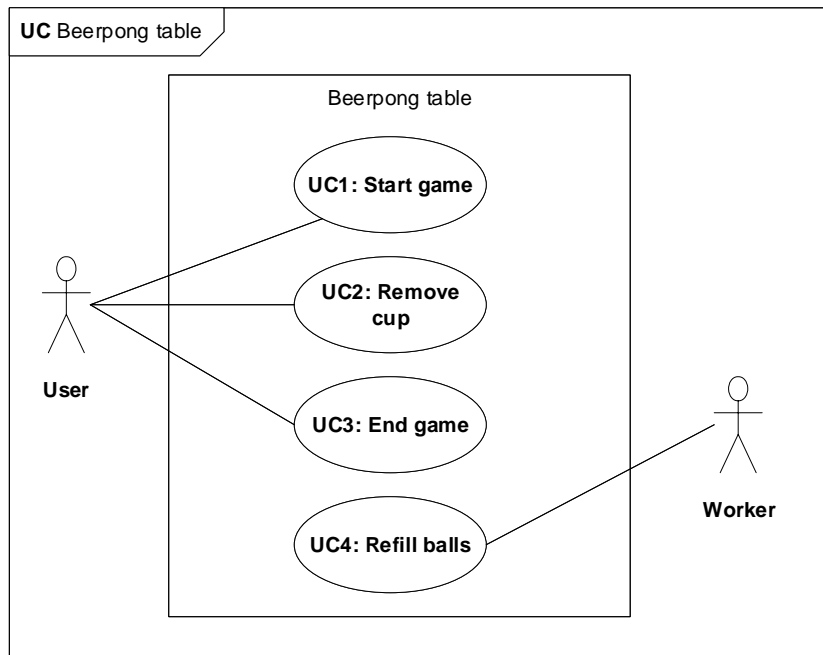 UC Beerpong table
Beerpong table
UC1: Start game
UC2: Remove
cup
User
UC3: End game
Worker
UC4: Refill balls